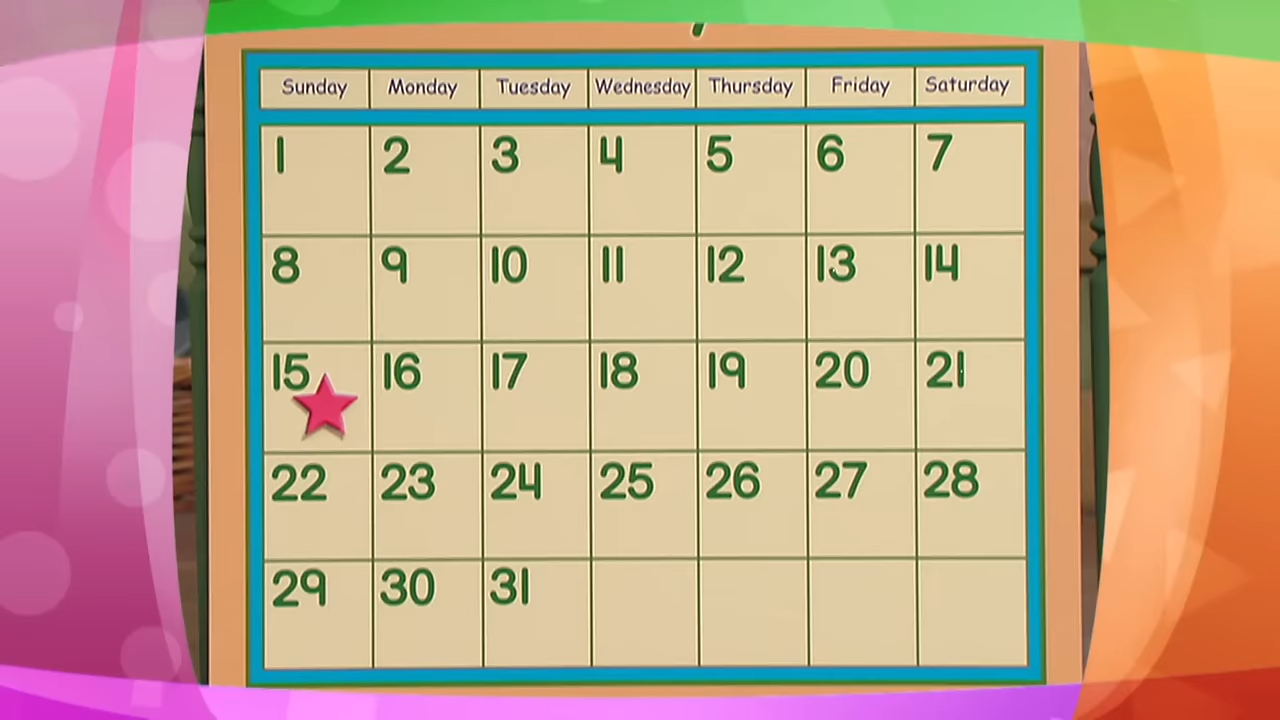 Sunday Monday Tuesday Wednesday Thursday Friday Saturday
1 2 3 4 5 6 7
8 9 10 11 12 13 14
15 16 17 18 19 20 21
22 23 24 25 26 27 28
29 30 31